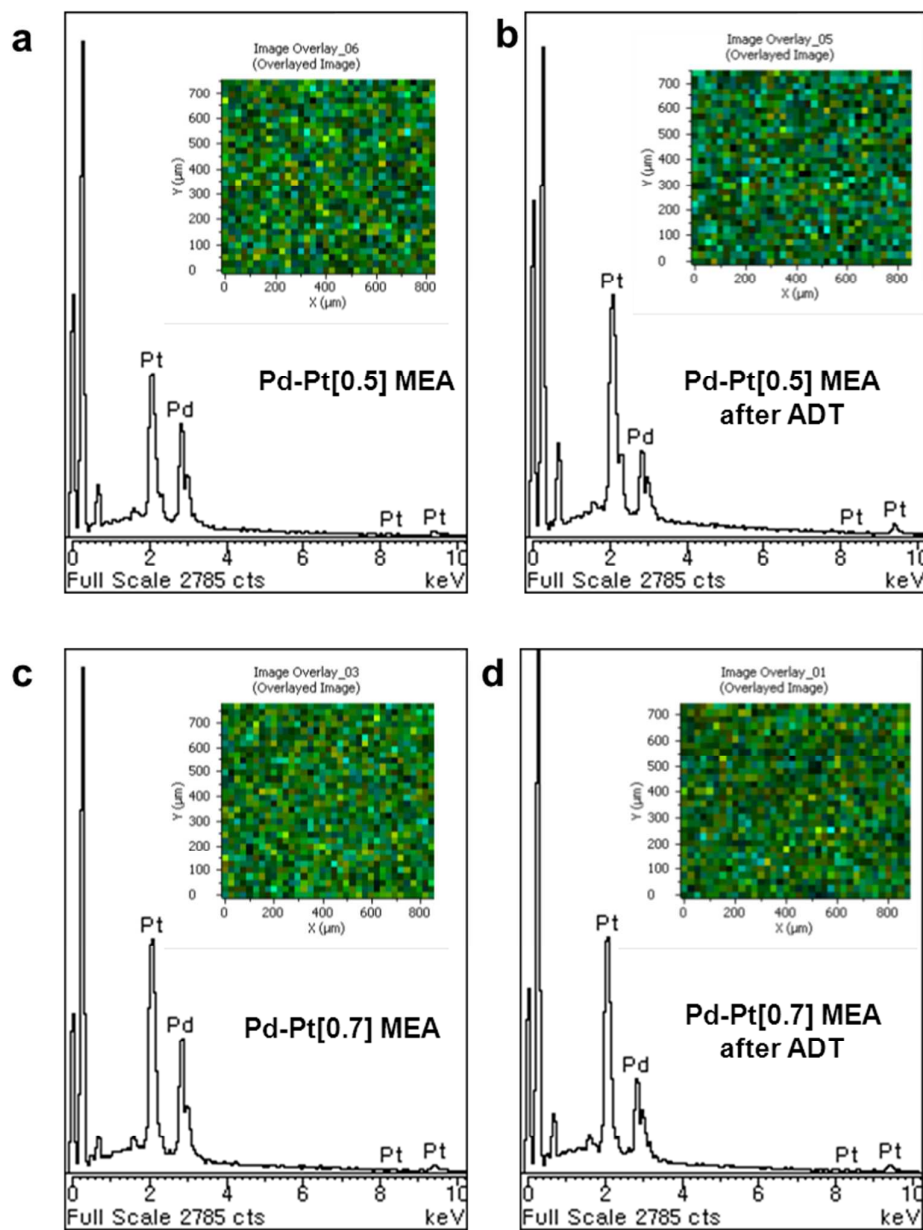 a
Image Overlay_06
(Overlayed Image)
700
600
500
400
300
200
100
0
Y (µm)
0 200 400 600 800
X (µm)
Pt
Pd-Pt[0.5] MEA
Pd
Pt Pt
0 2 4 6 8 10
Full Scale 2785 cts keV
b
Image Overlay_05
(Overlayed Image)
700
600
500
400
300
200
100
0
Y (µm)
0 200 400 600 800
X (µm)
Pt
Pd-Pt[0.5] MEA
after ADT
Pd
Pt Pt
0 2 4 6 8 10
Full Scale 2785 cts keV
c
Image Overlay_03
(Overlayed Image)
700
600
500
400
300
200
100
0
Y (µm)
0 200 400 600 800
X (µm)
Pt
Pd
Pd-Pt[0.7] MEA
Pt Pt
0 2 4 6 8 10
Full Scale 2785 cts keV
d
Image Overlay_01
(Overlayed Image)
700
600
500
400
300
200
100
0
Y (µm)
0 200 400 600 800
X (µm)
Pt
Pd-Pt[0.7] MEA
after ADT
Pd
Pt Pt
0 2 4 6 8 10
Full Scale 2785 cts keV